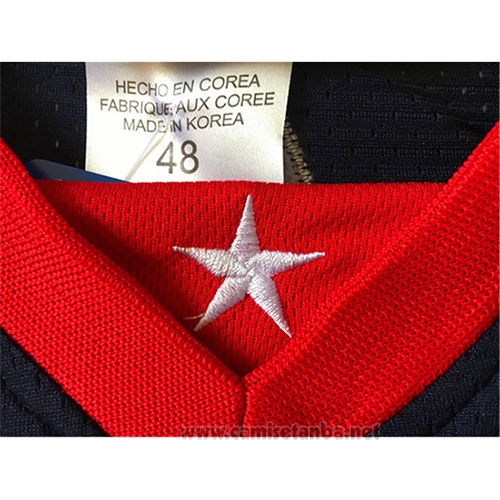 HECHO EN COREA
FABRIQUE AUX COREE
MADE IN KOREA
48
www.camisetanba.net